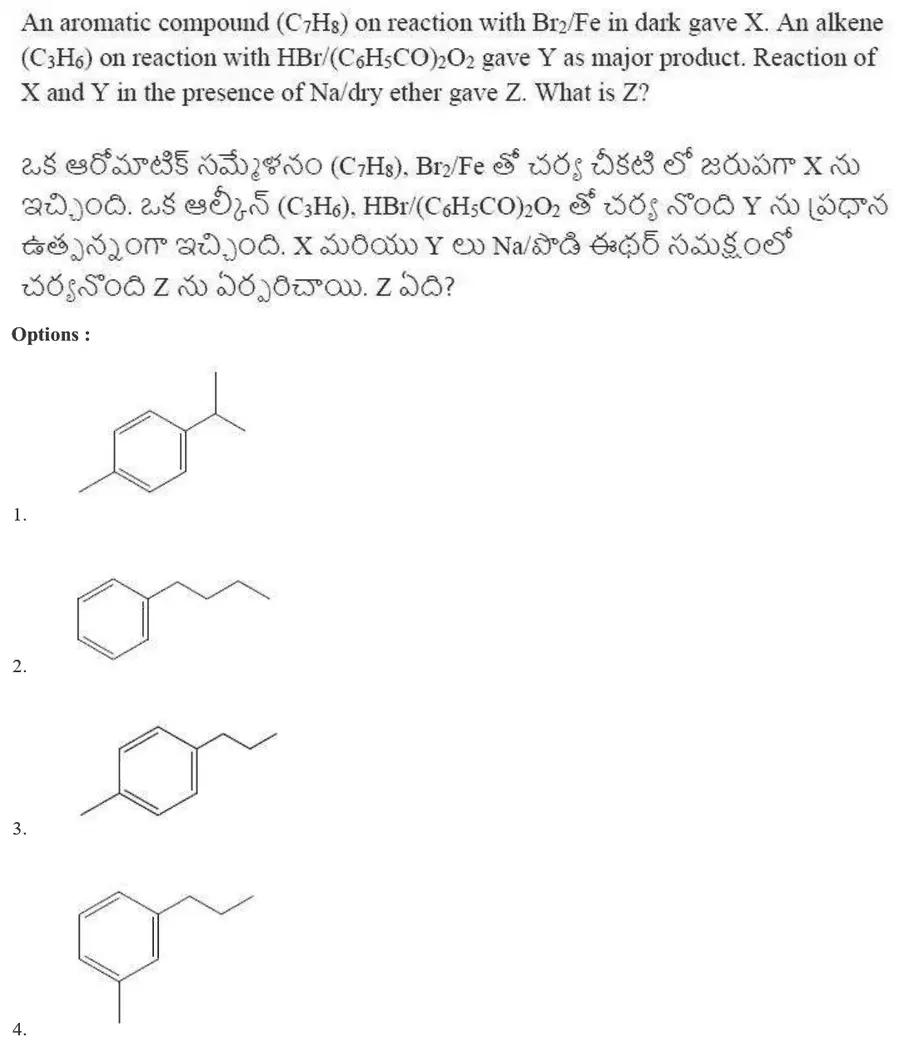 An aromatic compound (C₇H₈) on reaction with Br₂/Fe in dark gave X. An alkene
(C₃H₆) on reaction with HBr/(C₆H₅CO)₂O₂ gave Y as major product. Reaction of
X and Y in the presence of Na/dry ether gave Z. What is Z?
ఒక ఆరోమాటిక్ సమ్మేళనం (C₇H₈), Br₂/Fe తో చర్య చీకటి లో జరుపగా X ను
ఇచ్చింది. ఒక ఆల్కీన్ (C₃H₆), HBr/(C₆H₅CO)₂O₂ తో చర్య నొంది Y ను ప్రధాన
ఉత్పన్నంగా ఇచ్చింది. X మరియు Y లు Na/పొడి ఈథర్ సమక్షంలో
చర్యనొంది Z ను ఏర్పరిచాయి. Z ఏది?
Options :
1.
2.
3.
4.